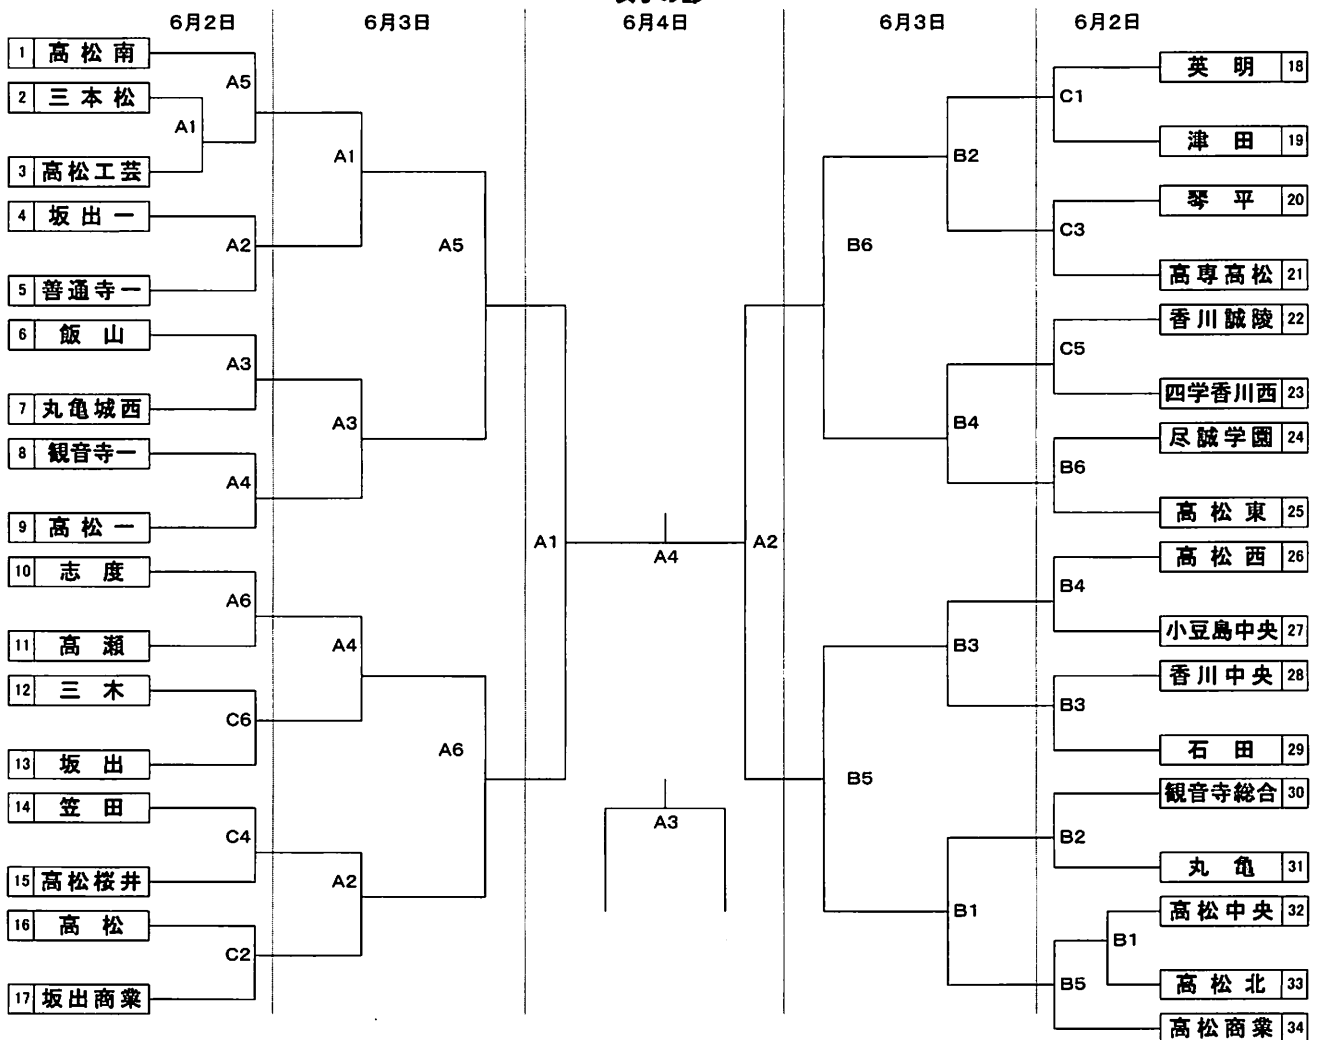 6月2日 6月3日 6月4日 6月3日 6月2日
1 高松南
2 三本松
3 高松工芸
4 坂出一
5 善通寺一
6 飯山
7 丸亀城西
8 観音寺一
9 高松一
10 志度
11 高瀬
12 三木
13 坂出
14 笠田
15 高松桜井
16 高松
17 坂出商業
A5
A1
A2
A3
A4
A6
C6
C4
C2
A1
A3
A4
A2
A5
A6
A1
A4
A3
A2
B6
B5
B2
B4
B3
B1
C1
C3
C5
B6
B4
B3
B2
B1
B5
英明 18
津田 19
琴平 20
高専高松 21
香川誠陵 22
四学香川西 23
尽誠学園 24
高松東 25
高松西 26
小豆島中央 27
香川中央 28
石田 29
観音寺総合 30
丸亀 31
高松中央 32
高松北 33
高松商業 34